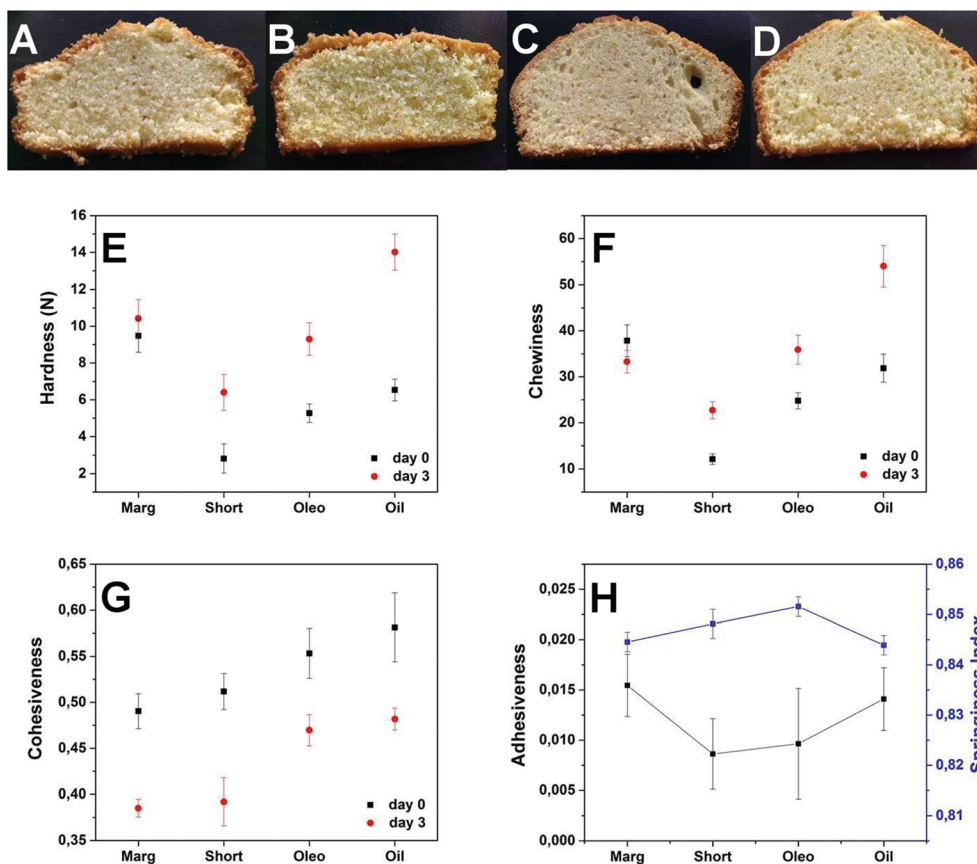 A B C D
E
Hardness (N)
16
14
12
10
8
6
4
2
Marg Short Oleo Oil
day 0
day 3
F
Chewiness
60
50
40
30
20
10
Marg Short Oleo Oil
day 0
day 3
G
Cohesiveness
0,65
0,60
0,55
0,50
0,45
0,40
0,35
Marg Short Oleo Oil
day 0
day 3
H
Adhesiveness
0,025
0,020
0,015
0,010
0,005
0,000
Marg Short Oleo Oil
0,86
0,85
0,84
0,83
0,82
0,81
Springiness Index